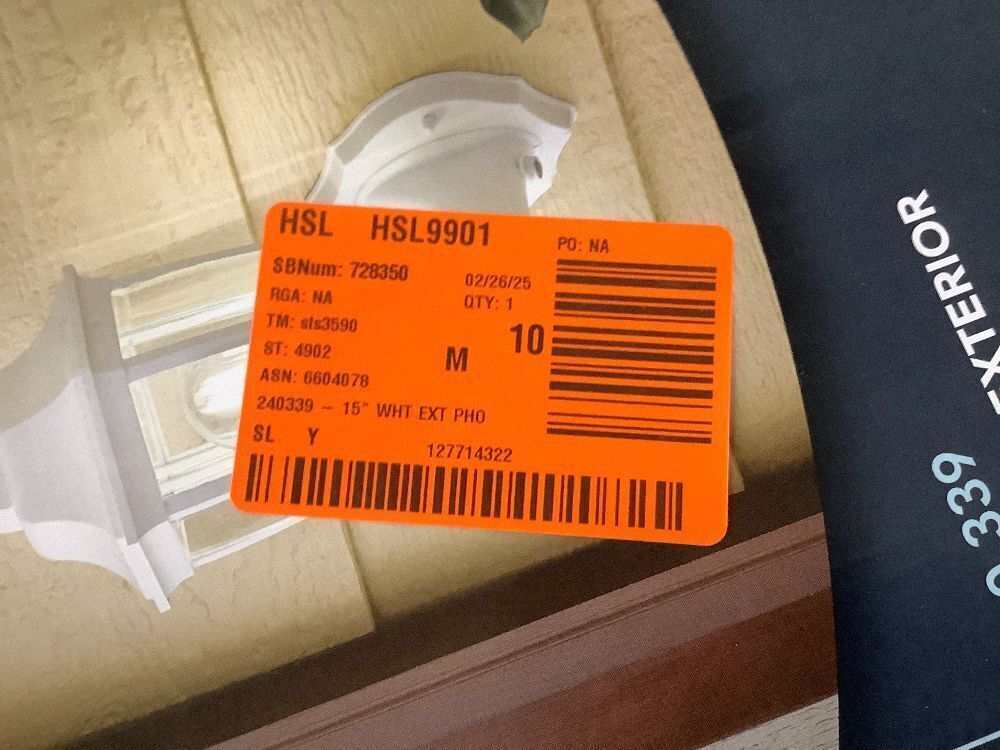 HSL HSL9901
PO: NA
SBNum: 728350
02/26/25
RGA: NA
QTY: 1
TM: sts3590
10
ST: 4902
M
ASN: 6604078
240339 – 15" WHT EXT PHO
SL Y
127714322
EXTERIOR
339